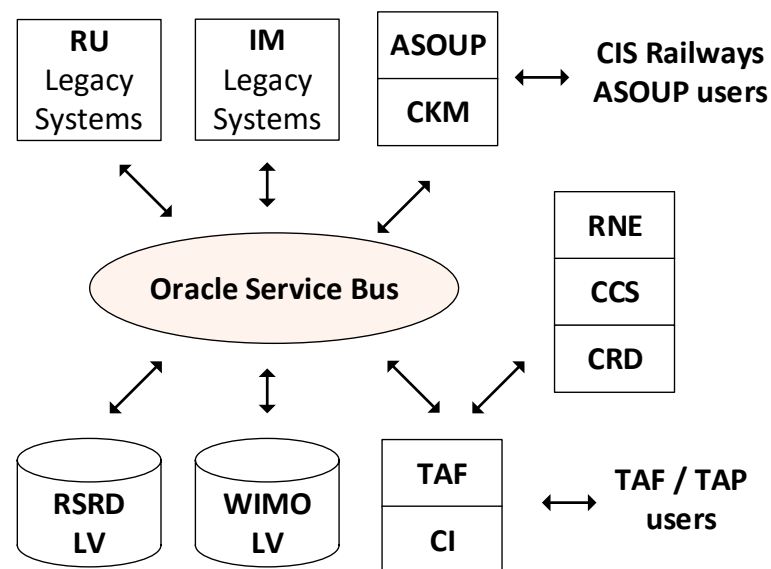 RU
Legacy
Systems
IM
Legacy
Systems
ASOUP
CKM
CIS Railways
ASOUP users
RNE
CCS
CRD
Oracle Service Bus
RSRD
LV
WIMO
LV
TAF
CI
TAF / TAP
users